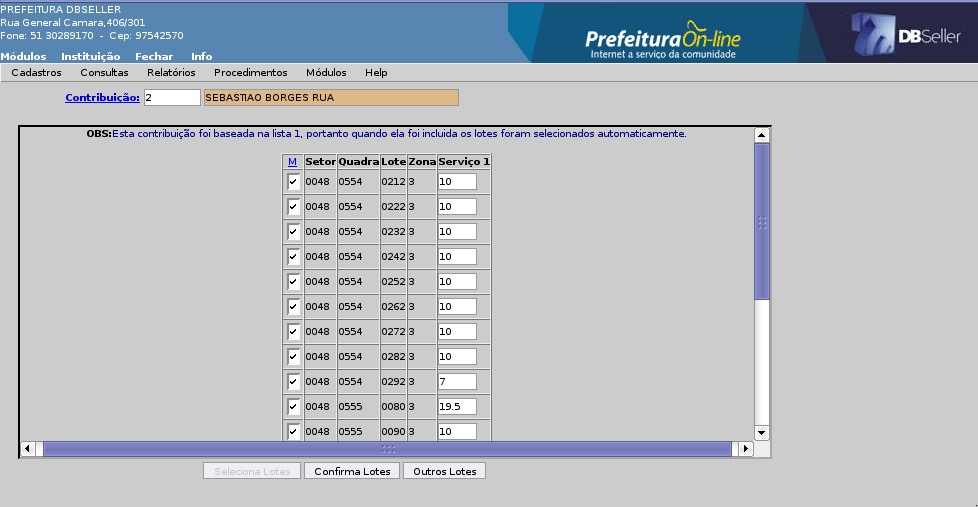 PREFEITURA DBSELLER
Rua General Camara,406/301
Fone: 51 30289170 - Cep: 97542570
Módulos Instituição Fechar Info
PrefeituraOn-line
Internet a serviço da comunidade
DBSeller
Cadastros Consultas Relatórios Procedimentos Módulos Help
Contribuição: 2 SEBASTIAO BORGES RUA
OBS:Esta contribuição foi baseada na lista 1, portanto quando ela foi incluida os lotes foram selecionados automaticamente.
M Setor Quadra Lote Zona Serviço 1
0048 0554 0212 3 10
0048 0554 0222 3 10
0048 0554 0232 3 10
0048 0554 0242 3 10
0048 0554 0252 3 10
0048 0554 0262 3 10
0048 0554 0272 3 10
0048 0554 0282 3 10
0048 0554 0292 3 7
0048 0555 0080 3 19.5
0048 0555 0090 3 10
Seleciona Lotes Confirma Lotes Outros Lotes